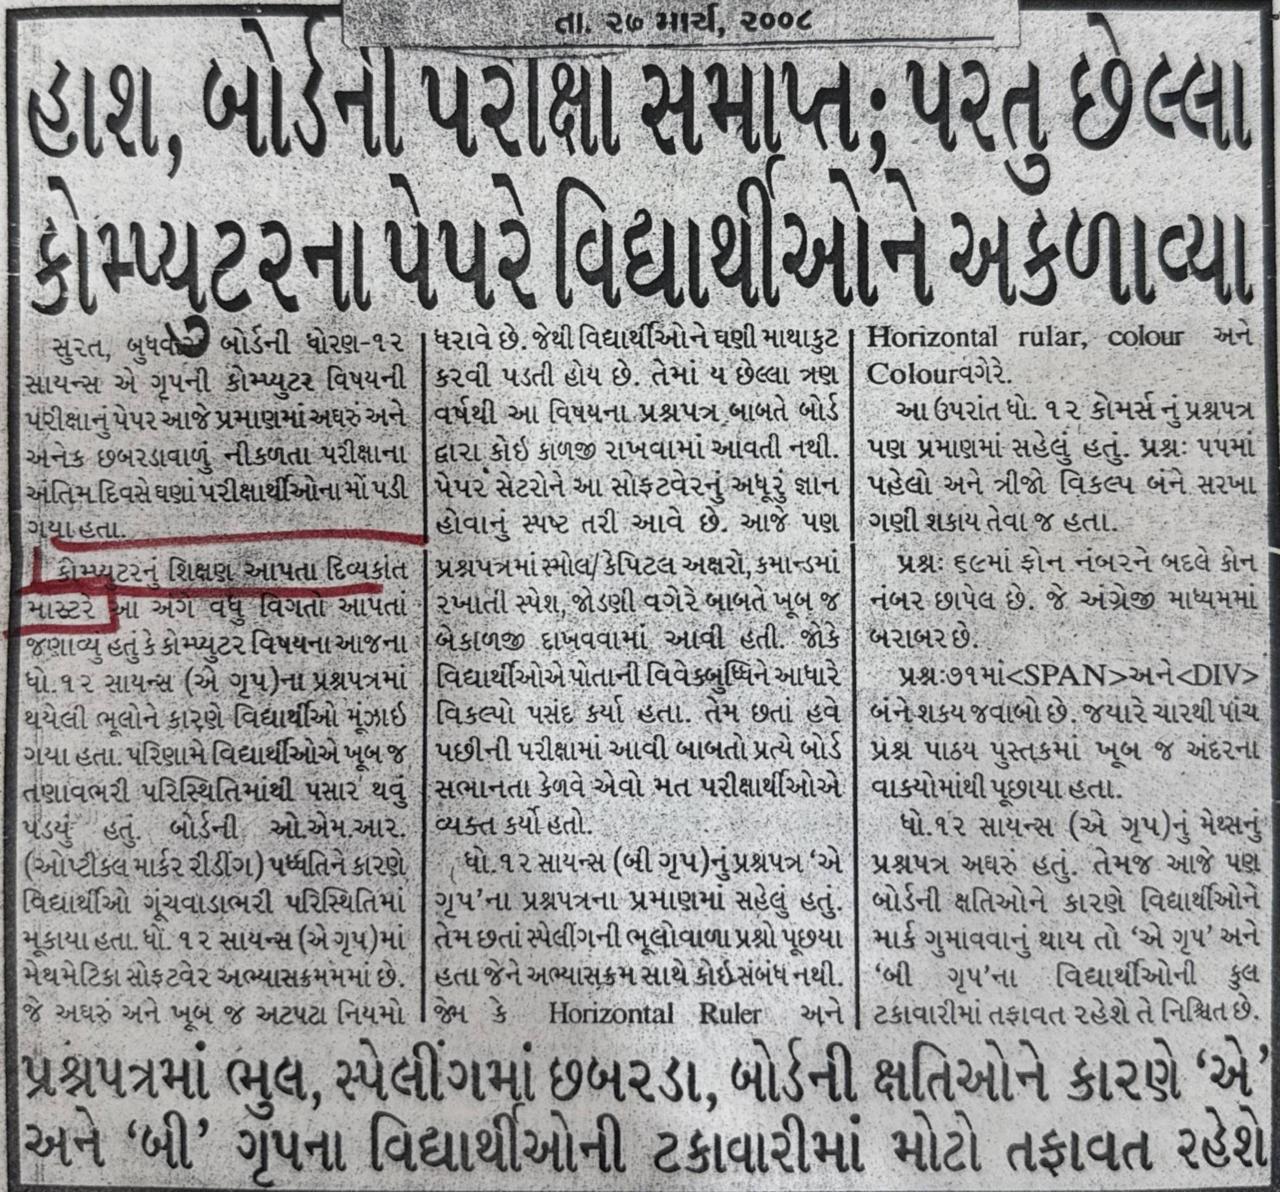 તા. ૨૭ માર્ચ, ૨૦૦૮
હાશ, બોર્ડની પરીક્ષા સમાપ્ત; પરંતુ છેલ્લા
કોમ્પ્યુટરના પેપરે વિદ્યાર્થીઓને અકળાવ્યા
સુરત, બુધવાર બોર્ડની ધોરણ-૧૨
સાયન્સ એ ગૃપની કોમ્પ્યુટર વિષયની
પરીક્ષાનું પેપર આજે પ્રમાણમાં અઘરું અને
અનેક છબરડાવાળું નીકળતા પરીક્ષાના
અંતિમ દિવસે ઘણાં પરીક્ષાર્થીઓના મોં પડી
ગયા હતા.
કોમ્પ્યુટરનું શિક્ષણ આપતા દિવ્યકાંત
માસ્ટરે આ અંગે વધુ વિગતો આપતાં
જણાવ્યું હતું કે કોમ્પ્યુટર વિષયના આજના
ધો.૧૨ સાયન્સ (એ ગૃપ)ના પ્રશ્નપત્રમાં
થયેલી ભૂલોને કારણે વિદ્યાર્થીઓ મૂંઝાઇ
ગયા હતા. પરિણામે વિદ્યાર્થીઓએ ખૂબ જ
તણાવભરી પરિસ્થિતિમાંથી પસાર થવું
પડયું હતું. બોર્ડની ઓ.એમ.આર.
(ઓપ્ટીકલ માર્કર રીડીંગ) પધ્ધતિને કારણે
વિદ્યાર્થીઓ ગૂંચવાડાભરી પરિસ્થિતિમાં
મૂકાયા હતા. ધો. ૧૨ સાયન્સ (એ ગૃપ)માં
મેથમેટિકા સોફટવેર અભ્યાસક્રમમમાં છે.
જે અઘરું અને ખૂબ જ અટપટા નિયમો
ધરાવે છે. જેથી વિદ્યાર્થીઓને ઘણી માથાકુટ
કરવી પડતી હોય છે. તેમાં ય છેલ્લા ત્રણ
વર્ષથી આ વિષયના પ્રશ્નપત્ર બાબતે બોર્ડ
દ્વારા કોઇ કાળજી રાખવામાં આવતી નથી.
પેપર સેટરોને આ સોફટવેરનું અધૂરું જ્ઞાન
હોવાનું સ્પષ્ટ તરી આવે છે. આજે પણ
પ્રશ્નપત્રમાં સ્મોલ/કેપિટલ અક્ષરો, કમાન્ડમાં
રખાતી સ્પેશ, જોડણી વગેરે બાબતે ખૂબ જ
બેકાળજી દાખવવામાં આવી હતી. જોકે
વિદ્યાર્થીઓએ પોતાની વિવેકબુધ્ધિને આધારે
વિકલ્પો પસંદ કર્યા હતા. તેમ છતાં હવે
પછીની પરીક્ષામાં આવી બાબતો પ્રત્યે બોર્ડ
સભાનતા કેળવે એવો મત પરીક્ષાર્થીઓએ
વ્યક્ત કર્યો હતો.
ધો.૧૨ સાયન્સ (બી ગૃપ)નું પ્રશ્નપત્ર ‘એ
ગૃપ’ના પ્રશ્નપત્રના પ્રમાણમાં સહેલું હતું.
તેમ છતાં સ્પેલીંગની ભૂલોવાળા પ્રશ્નો પૂછયા
હતા જેને અભ્યાસક્રમ સાથે કોઇ સંબંધ નથી.
જેમ કે Horizontal Ruler અને
Horizontal rular, colour અને
Colourવગેરે.
આ ઉપરાંત ધો. ૧૨ કોમર્સ નું પ્રશ્નપત્ર
પણ પ્રમાણમાં સહેલું હતું. પ્રશ્નઃ ૫૫માં
પહેલો અને ત્રીજો વિકલ્પ બંને સરખા
ગણી શકાય તેવા જ હતા.
પ્રશ્નઃ ૬૯માં ફોન નંબરને બદલે કોન
નંબર છાપેલ છે. જે અંગ્રેજી માધ્યમમાં
બરાબર છે.
પ્રશ્નઃ૭૧માં<SPAN>અને<DIV>
બંને શકય જવાબો છે. જયારે ચારથી પાંચ
પ્રશ્ન પાઠય પુસ્તકમાં ખૂબ જ અંદરના
વાકયોમાંથી પૂછાયા હતા.
ધો.૧૨ સાયન્સ (એ ગૃપ)નું મેથ્સનું
પ્રશ્નપત્ર અઘરું હતું. તેમજ આજે પણ
બોર્ડની ક્ષતિઓને કારણે વિદ્યાર્થીઓને
માર્ક ગુમાવવાનું થાય તો ‘એ ગૃપ’ અને
‘બી ગૃપ’ના વિદ્યાર્થીઓની કુલ
ટકાવારીમાં તફાવત રહેશે તે નિશ્ચિત છે.
પ્રશ્નપત્રમાં ભુલ, સ્પેલીંગમાં છબરડા, બોર્ડની ક્ષતિઓને કારણે ‘એ’
અને ‘બી’ ગૃપના વિદ્યાર્થીઓની ટકાવારીમાં મોટો તફાવત રહેશે